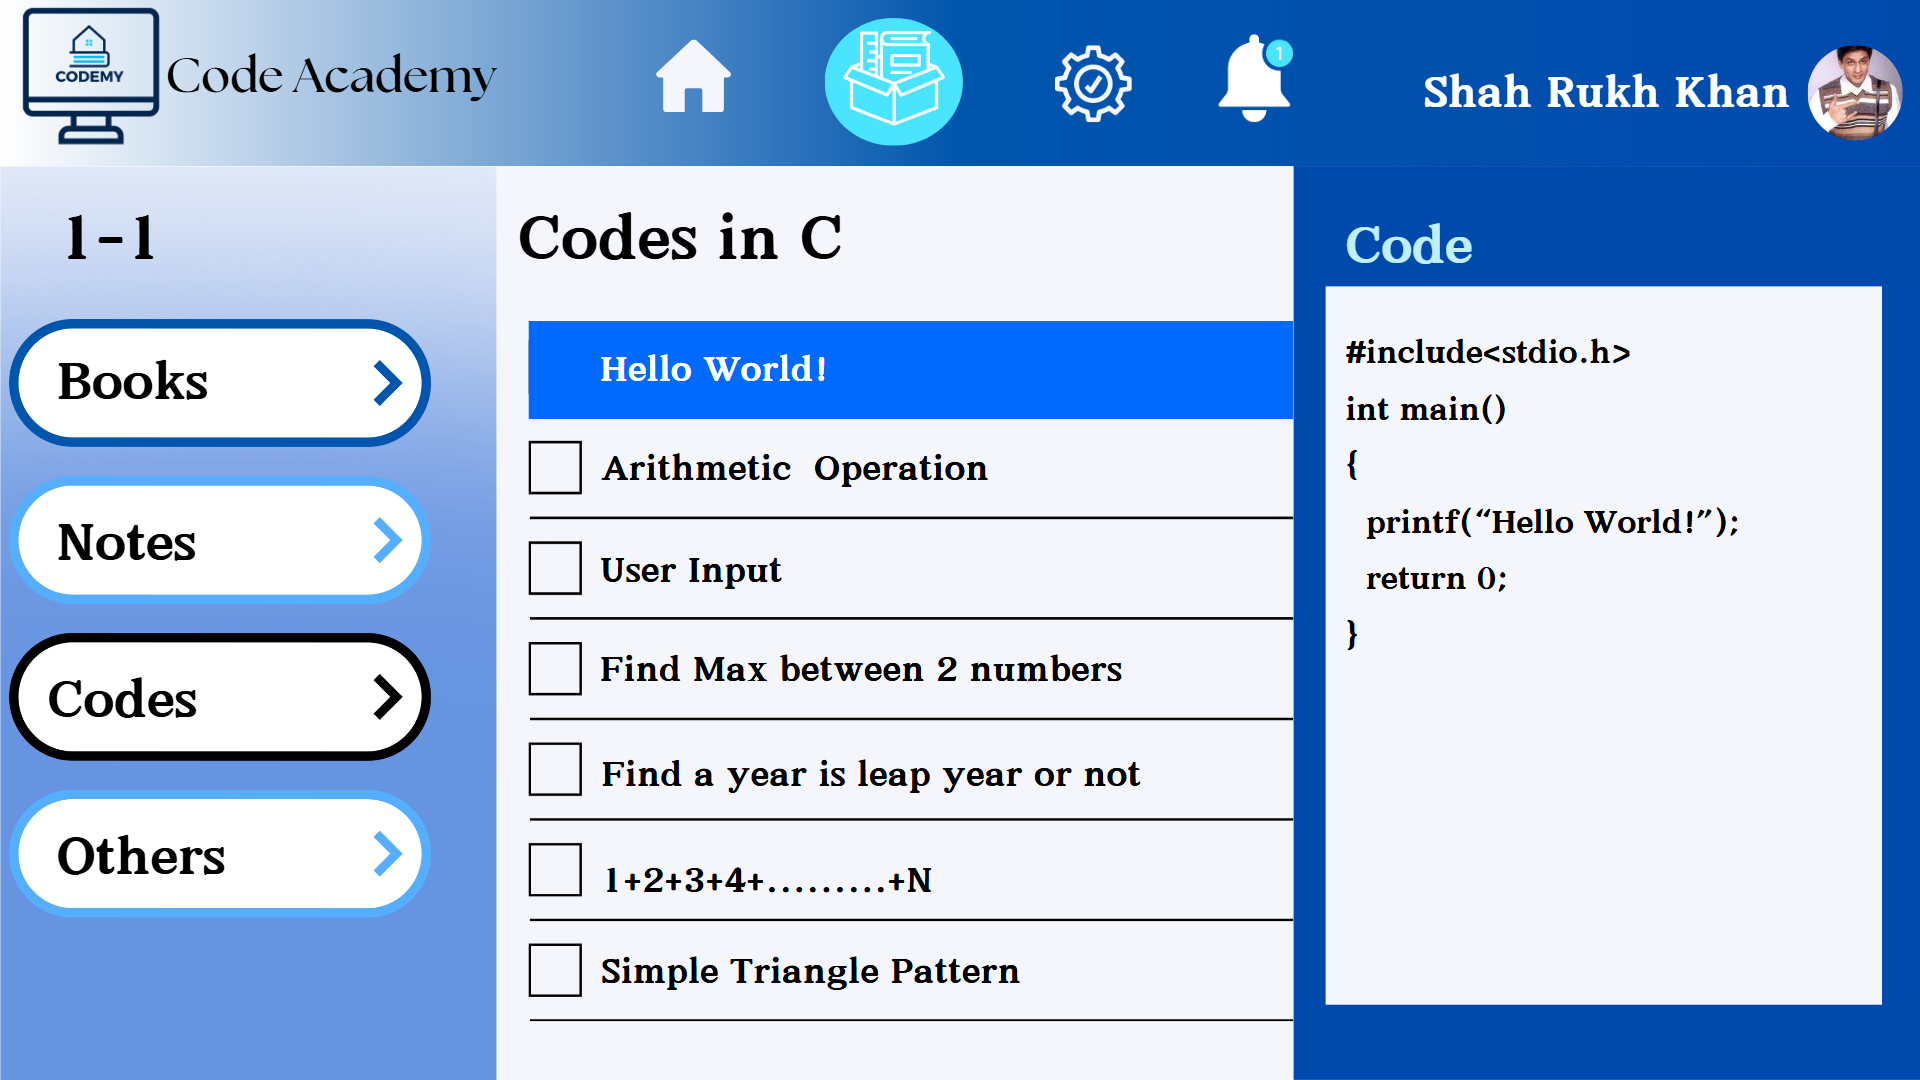 CODEMY
Code Academy
1
Shah Rukh Khan
1-1
Books
Notes
Codes
Others
Codes in C
Hello World!
Arithmetic  Operation
User Input
Find Max between 2 numbers
Find a year is leap year or not
1+2+3+4+.........+N
Simple Triangle Pattern
Code
#include<stdio.h>
int main()
{
  printf(“Hello World!”);
  return 0;
}